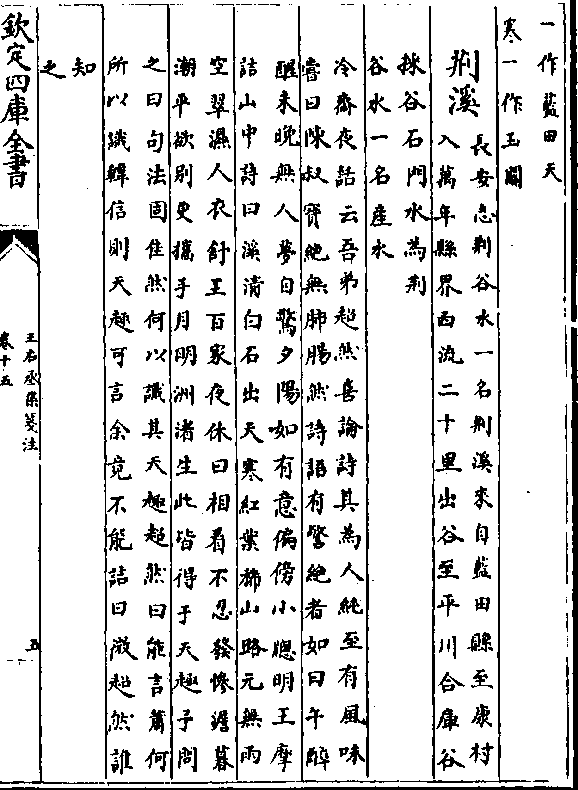 一作藍田天
寒一作玉關
荆溪
長安志荆谷水一名荆溪來自藍田縣至康村
入萬年縣界西流二十里出谷至平川合庫谷
採谷石門水為荆
谷水一名産水
冷齋夜話云吾弟超然喜論詩其為人純至有風味
嘗曰陳叔寶絶無肺腸然詩語有警絶者如曰午醉
醒來晚無人夢自驚夕陽如有意偏傍小牕明王摩
詰山中詩曰溪清白石出天寒紅葉稀山路元無雨
空翠濕人衣舒王百家夜休曰相看不忍發慘澹暮
潮平欲别更攜手月明洲渚生此皆得于天趣予問
之曰句法固佳然何以識其天趣超然曰能言蕭何
所以識韓信則天趣可言余竟不能詰曰微超然誰
知
之
欽定四庫全書
王右丞集箋注
卷十五
五